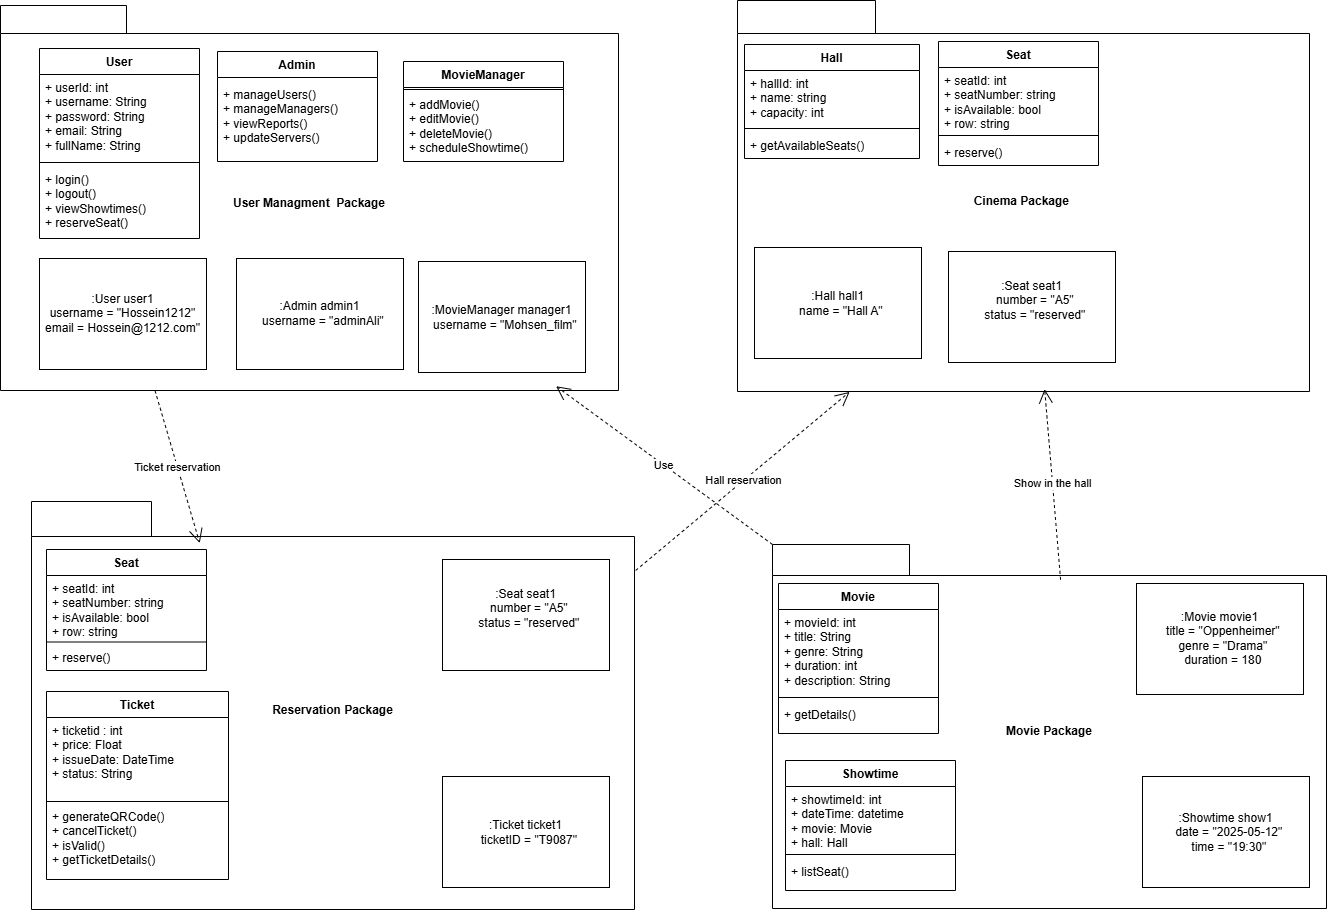 User
+ userId: int
+ username: String
+ password: String
+ email: String
+ fullName: String
+ login()
+ logout()
+ viewShowtimes()
+ reserveSeat()
Admin
+ manageUsers()
+ manageManagers()
+ viewReports()
+ updateServers()
MovieManager
+ addMovie()
+ editMovie()
+ deleteMovie()
+ scheduleShowtime()
User Managment  Package
:User user1
username = "Hossein1212"
email = Hossein@1212.com"
:Admin admin1
username = "adminAli"
:MovieManager manager1
username = "Mohsen_film"
Hall
+ hallId: int
+ name: string
+ capacity: int
+ getAvailableSeats()
Seat
+ seatId: int
+ seatNumber: string
+ isAvailable: bool
+ row: string
+ reserve()
Cinema Package
:Hall hall1
name = "Hall A"
:Seat seat1
number = "A5"
status = "reserved"
Ticket reservation
Use
Hall reservation
Show in the hall
Seat
+ seatId: int
+ seatNumber: string
+ isAvailable: bool
+ row: string
+ reserve()
:Seat seat1
number = "A5"
status = "reserved"
Ticket
+ ticketid : int
+ price: Float
+ issueDate: DateTime
+ status: String
+ generateQRCode()
+ cancelTicket()
+ isValid()
+ getTicketDetails()
Reservation Package
:Ticket ticket1
ticketID = "T9087"
Movie
+ movieId: int
+ title: String
+ genre: String
+ duration: int
+ description: String
+ getDetails()
:Movie movie1
title = "Oppenheimer"
genre = "Drama"
duration = 180
Movie Package
Showtime
+ showtimeId: int
+ dateTime: datetime
+ movie: Movie
+ hall: Hall
+ listSeat()
:Showtime show1
date = "2025-05-12"
time = "19:30"